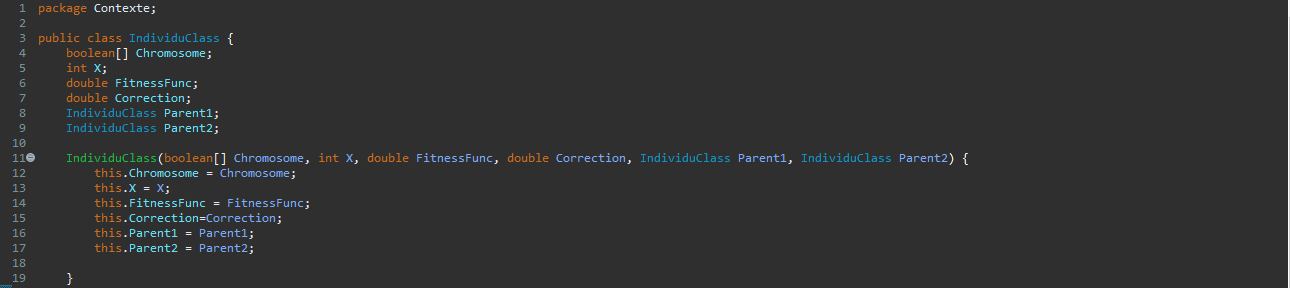 1 package Contexte;
2
3 public class IndividuClass {
4     boolean[] Chromosome;
5     int X;
6     double FitnessFunc;
7     double Correction;
8     IndividuClass Parent1;
9     IndividuClass Parent2;
10
11     IndividuClass(boolean[] Chromosome, int X, double FitnessFunc, double Correction, IndividuClass Parent1, IndividuClass Parent2) {
12         this.Chromosome = Chromosome;
13         this.X = X;
14         this.FitnessFunc = FitnessFunc;
15         this.Correction=Correction;
16         this.Parent1 = Parent1;
17         this.Parent2 = Parent2;
18
19     }